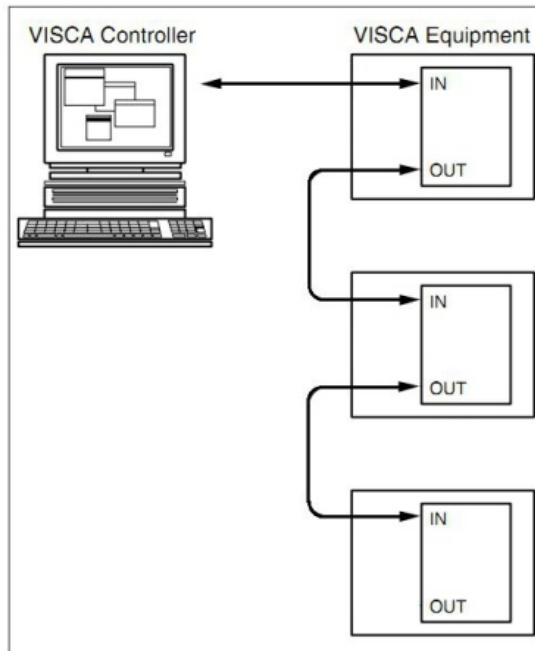 VISCA Controller
VISCA Equipment
IN
OUT
IN
OUT
IN
OUT